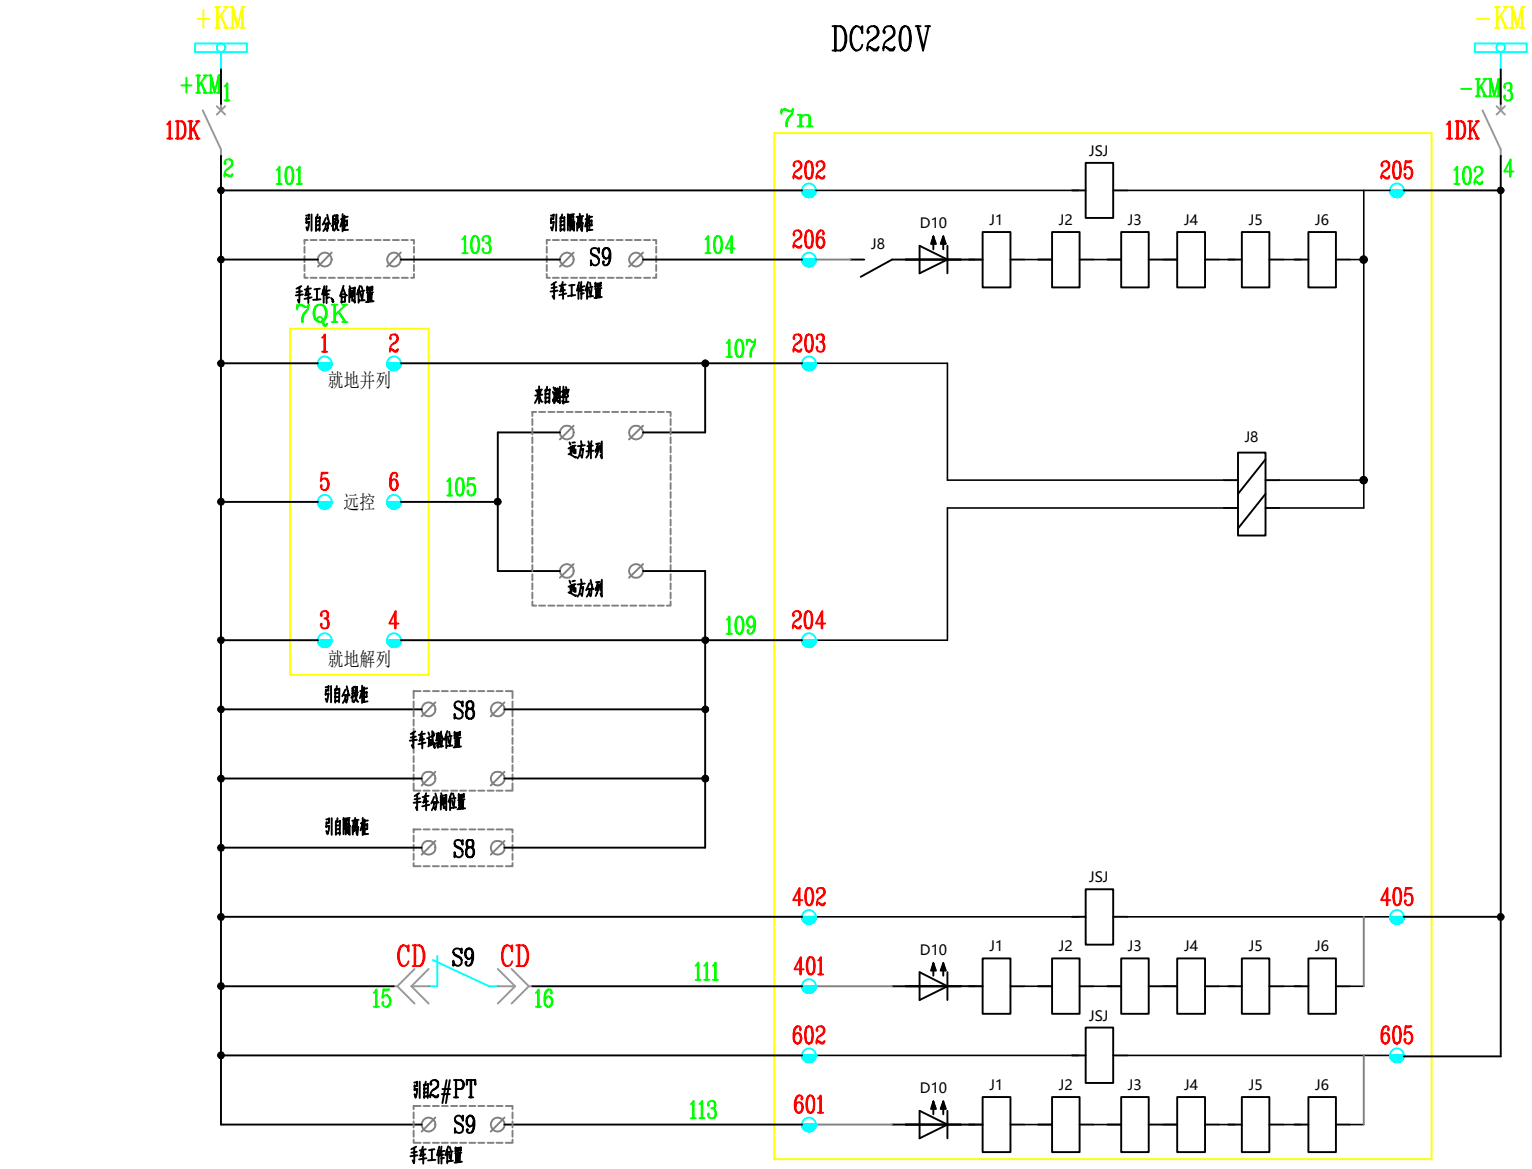 +KM
-KM
DC220V
+KM
1
-KM
3
7n
1DK
1DK
2
101
202
JSJ
205
102
4
引自分段柜
引自隔离柜
103
S9
104
206
J8
D10
J1
J2
J3
J4
J5
J6
手车工作、合闸位置
手车工作位置
7QK
1
2
107
203
就地并列
来自测控
远方并列
J8
5
远控
6
105
远方分列
3
4
109
204
就地解列
引自分段柜
S8
手车试验位置
手车分闸位置
引自隔离柜
S8
402
JSJ
405
CD
S9
CD
15
16
111
401
D10
J1
J2
J3
J4
J5
J6
602
JSJ
605
引自2#PT
S9
113
601
D10
J1
J2
J3
J4
J5
J6
手车工作位置